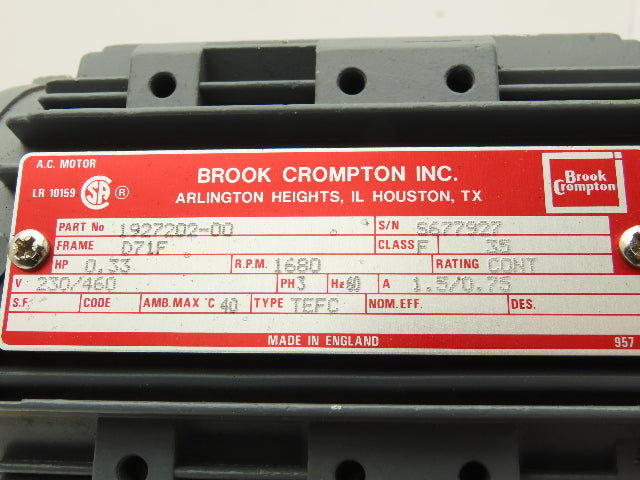 A.C. MOTOR
LR 10159 SA ®
BROOK CROMPTON INC.
ARLINGTON HEIGHTS, IL HOUSTON, TX
Brook
Crompton
PART No 1927202-00 S/N S677927
FRAME D71F CLASS F 35
HP 0.33 R.P.M. 1680 RATING CONT
V 230/460 PH 3 Hz 60 A 1.5/0.75
S.F. CODE AMB.MAX °C 40 TYPE TEFC NOM.EFF. DES.
MADE IN ENGLAND 957